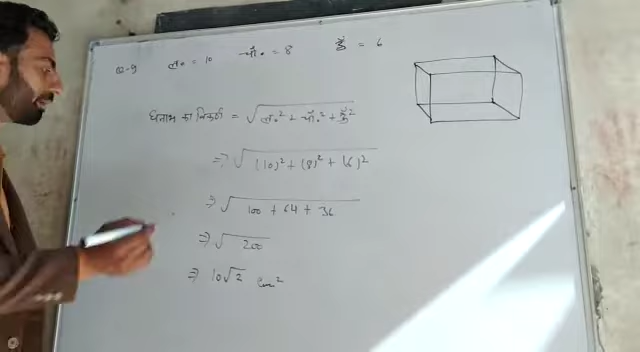 Q-9 ल० = 10 चौ० = 8 ऊँ = 6
घनाभ का विकर्ण = √ल०² + चौ०² + ऊँ²
⇒ √(10)² + (8)² + (6)²
⇒ √100 + 64 + 36
⇒ √200
⇒ 10√2 cm²